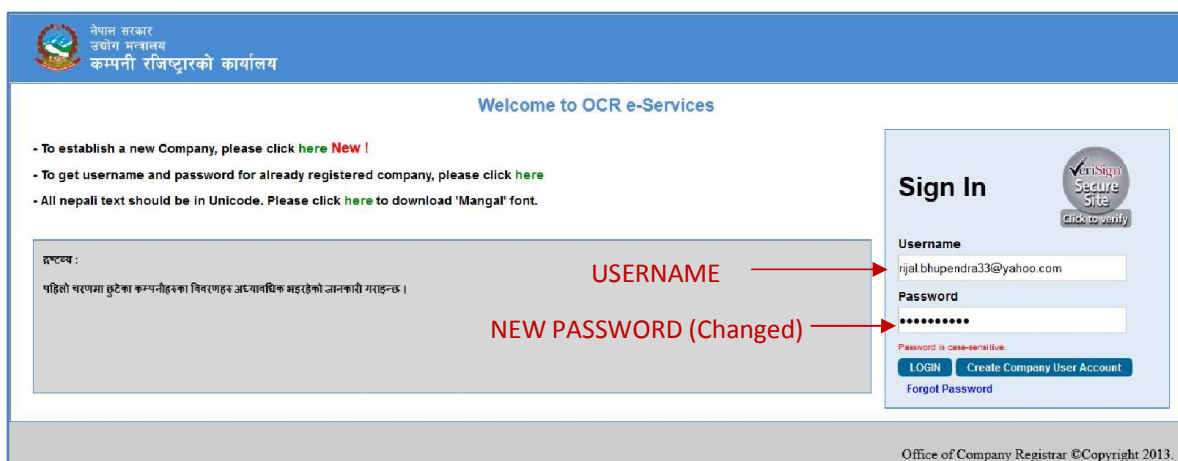 नेपाल सरकार
उद्योग मन्त्रालय
कम्पनी रजिष्ट्रारको कार्यालय
Welcome to OCR e-Services
- To establish a new Company, please click here New !
- To get username and password for already registered company, please click here
- All nepali text should be in Unicode. Please click here to download 'Mangal' font.
द्रष्टव्य :
पहिलो चरणमा छुटेका कम्पनीहरुका विवरणहरु अध्यावधिक भइरहेको जानकारी गराइन्छ ।
USERNAME
NEW PASSWORD (Changed)
Sign In
VeriSign
Secure
Site
Click to verify
Username
rijal.bhupendra33@yahoo.com
Password
••••••••••
Password is case-sensitive.
LOGIN Create Company User Account
Forgot Password
Office of Company Registrar ©Copyright 2013.